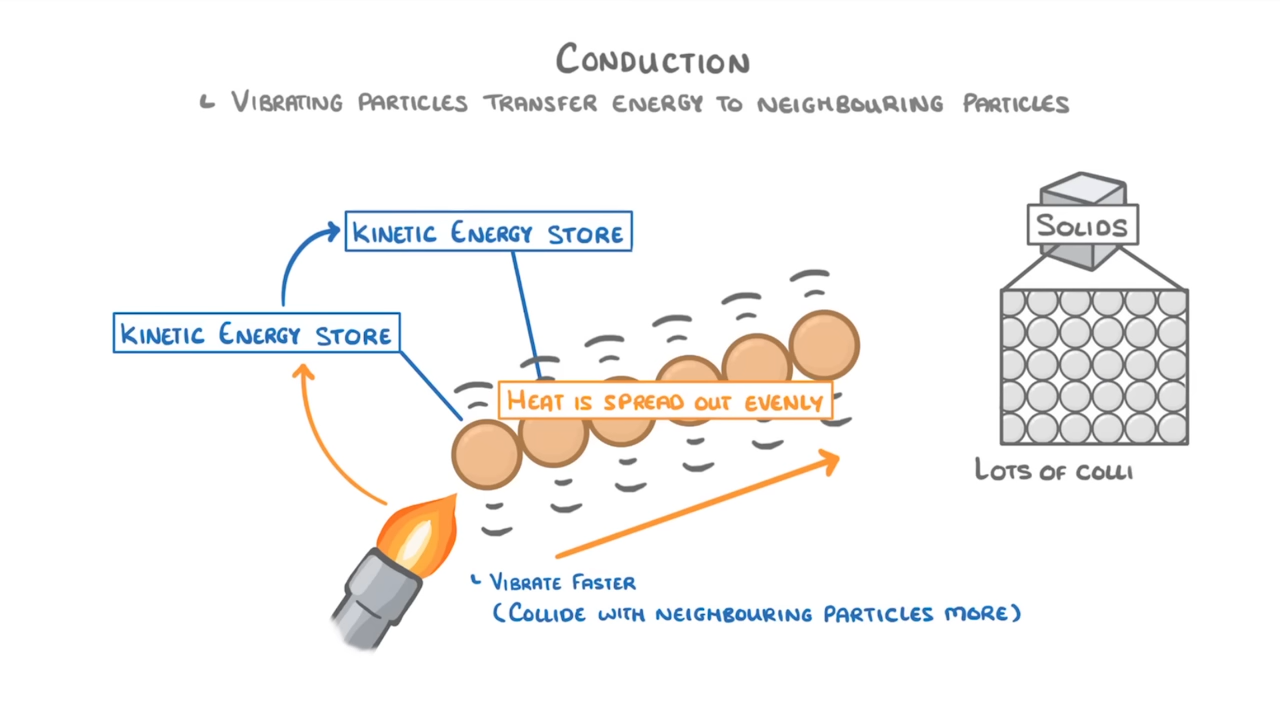 CONDUCTION
VIBRATING PARTICLES TRANSFER ENERGY TO NEIGHBOURING PARTICLES
KINETIC ENERGY STORE
KINETIC ENERGY STORE
HEAT IS SPREAD OUT EVENLY
VIBRATE FASTER
(COLLIDE WITH NEIGHBOURING PARTICLES MORE)
SOLIDS
LOTS OF COLLI